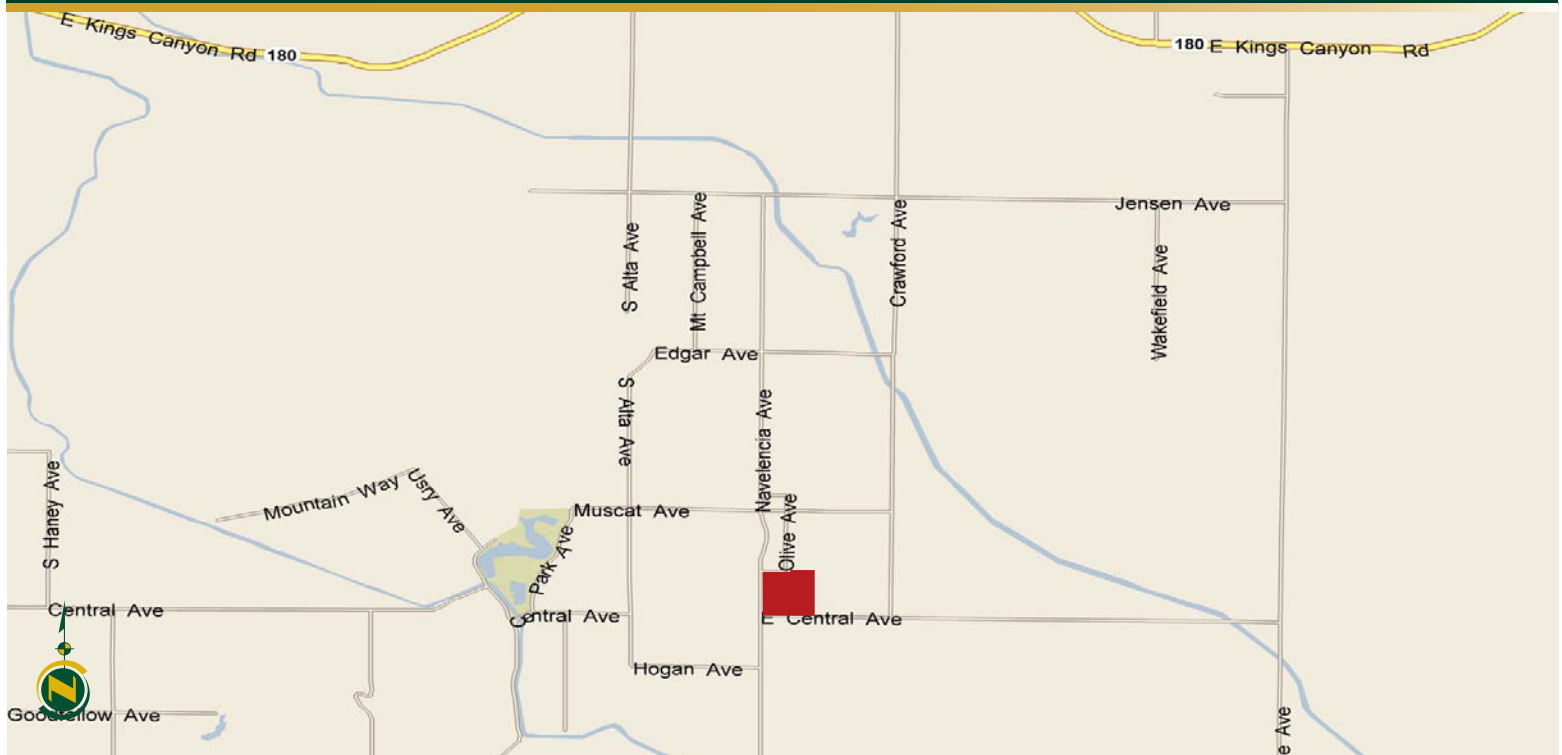 E Kings Canyon Rd 180
180 E Kings Canyon Rd
Jensen Ave
S Alta Ave
Mt Campbell Ave
Crawford Ave
Wakefield Ave
Edgar Ave
S Alta Ave
Navelencia Ave
S Haney Ave
Mountain Way
Usry Ave
Muscat Ave
Park Ave
Olive Ave
Central Ave
Central Ave
E Central Ave
Hogan Ave
N
Goodfellow Ave
e Ave